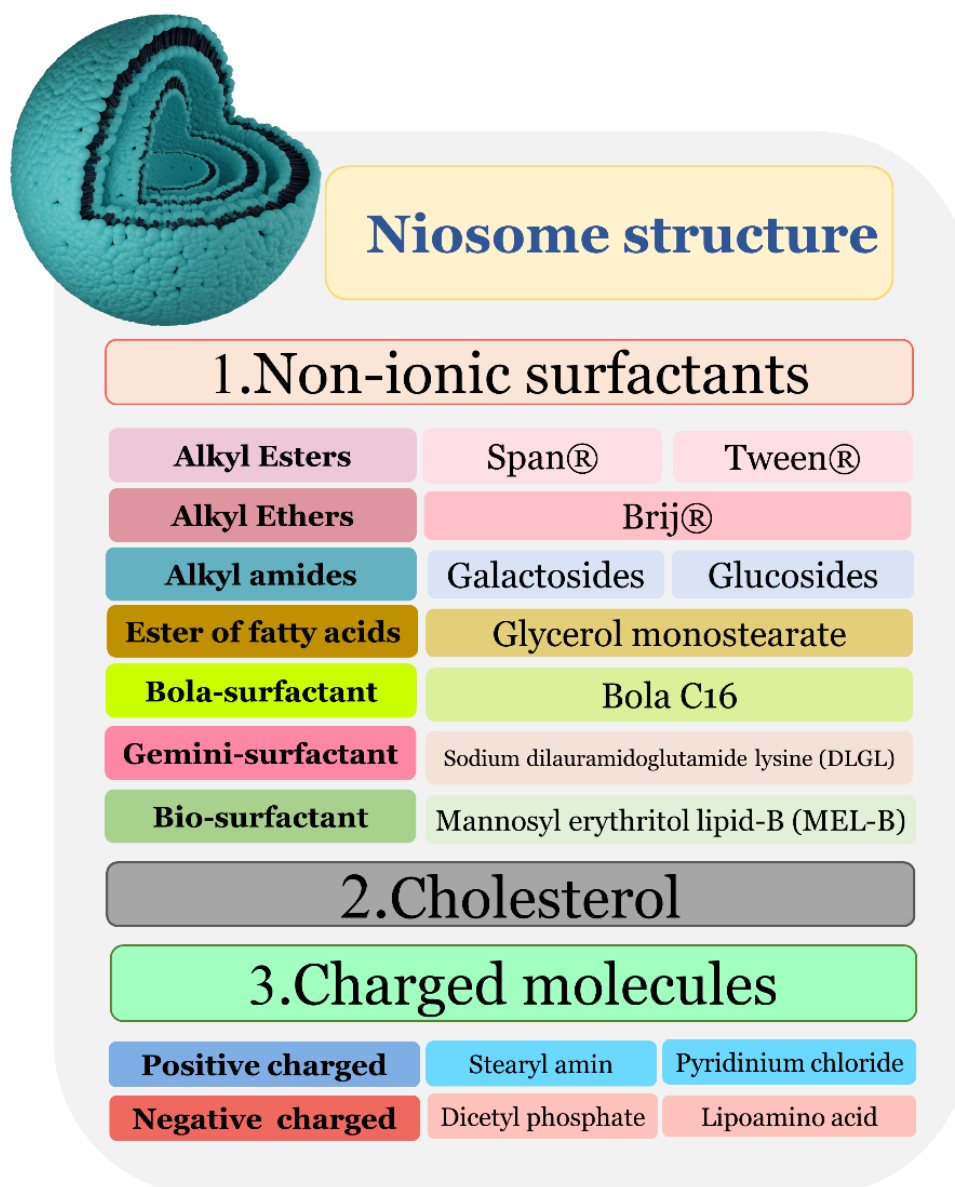 Niosome structure
1.Non-ionic surfactants
Alkyl Esters
Span®
Tween®
Alkyl Ethers
Brij®
Alkyl amides
Galactosides
Glucosides
Ester of fatty acids
Glycerol monostearate
Bola-surfactant
Bola C16
Gemini-surfactant
Sodium dilauramidoglutamide lysine (DLGL)
Bio-surfactant
Mannosyl erythritol lipid-B (MEL-B)
2.Cholesterol
3.Charged molecules
Positive charged
Stearyl amin
Pyridinium chloride
Negative charged
Dicetyl phosphate
Lipoamino acid